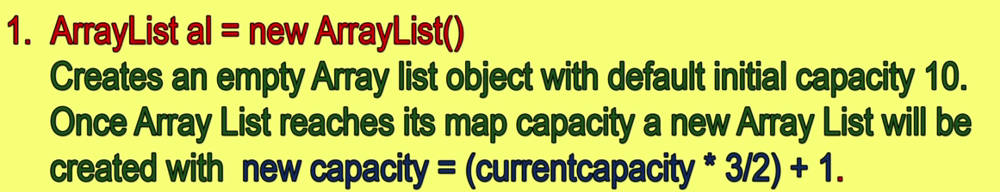 1. ArrayList al = new ArrayList()
Creates an empty Array list object with default initial capacity 10.
Once Array List reaches its map capacity a new Array List will be
created with new capacity = (currentcapacity * 3/2) + 1.